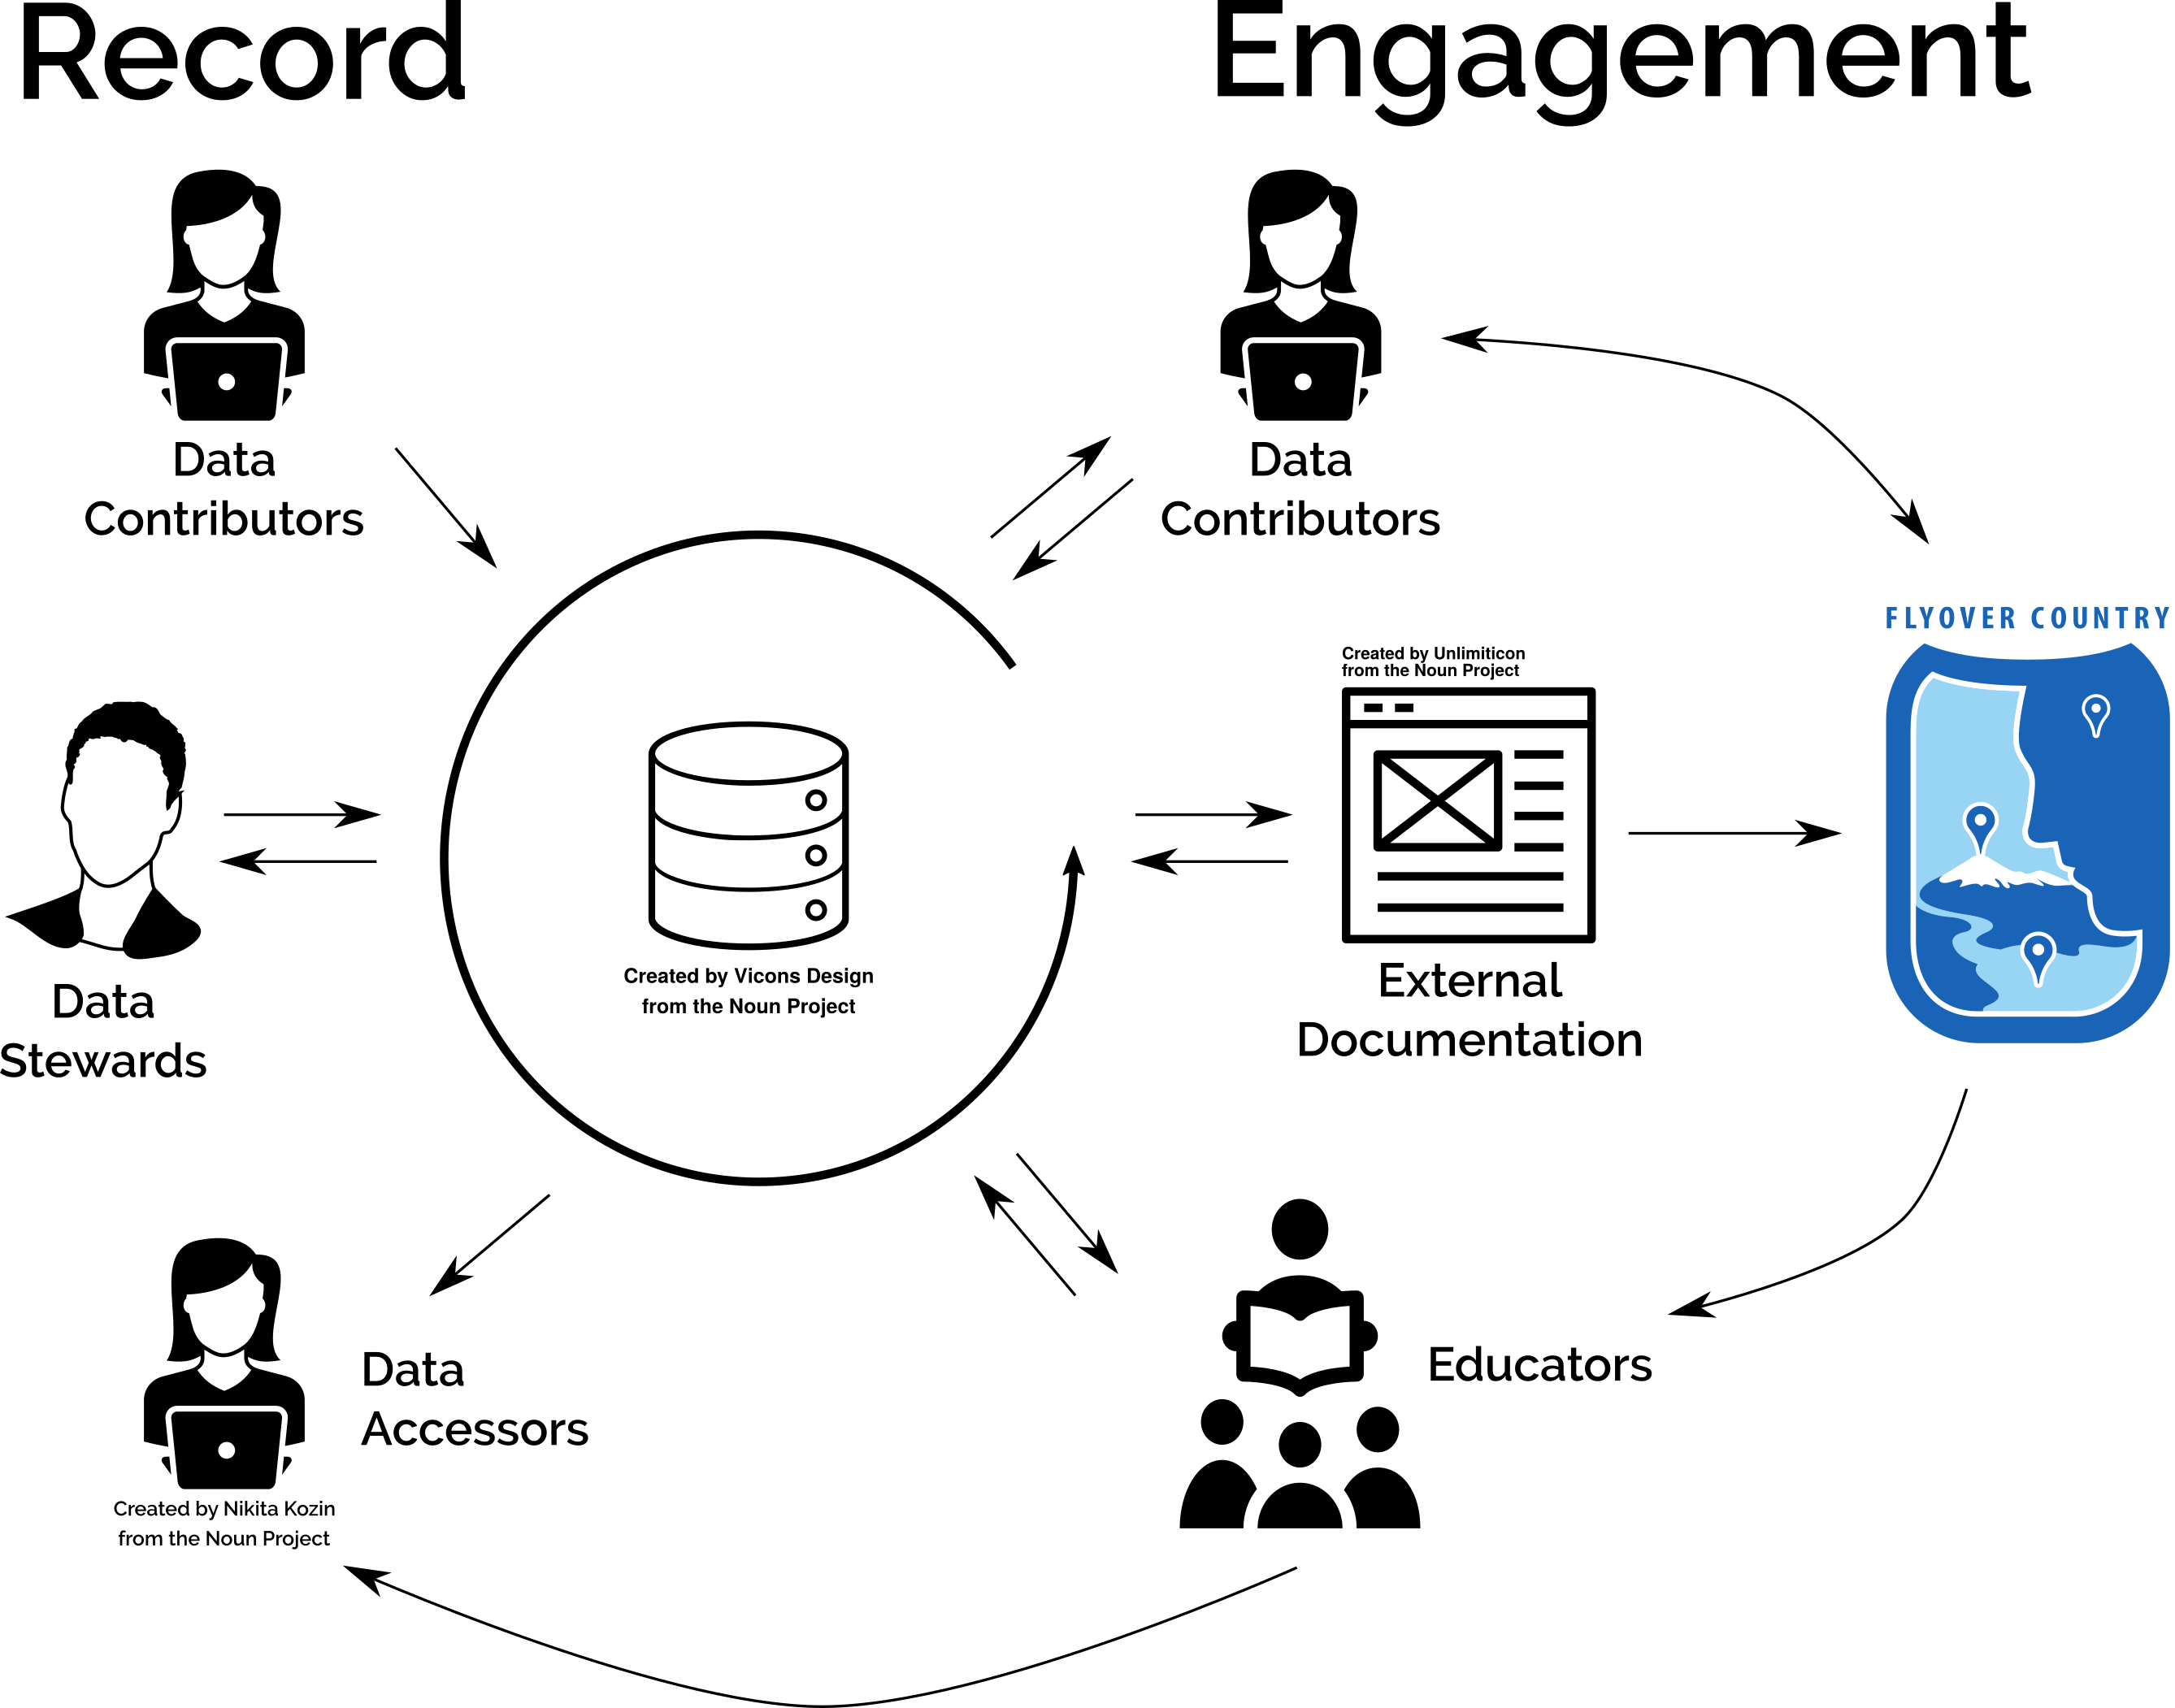 Record
Engagement
Data
Contributors
Data
Contributors
FLYOVER COUNTRY
Created by Unlimiticon
from the Noun Project
Data
Stewards
Created by Vicons Design
from the Noun Project
External
Documentation
Data
Accessors
Educators
Created by Nikita Kozin
from the Noun Project